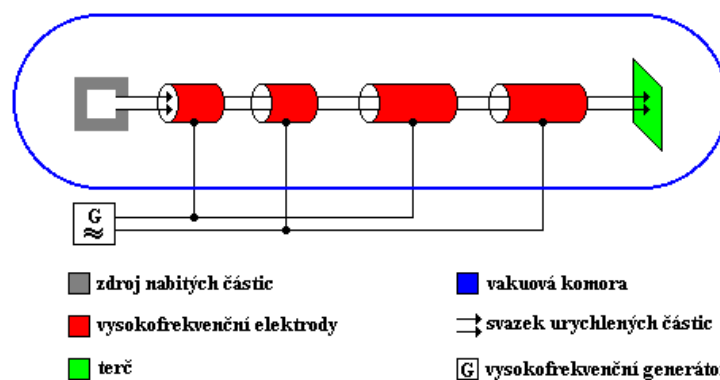 G
≈
zdroj nabitých částic
vysokofrekvenční elektrody
terč
vakuová komora
svazek urychlených částic
G
vysokofrekvenční generáto